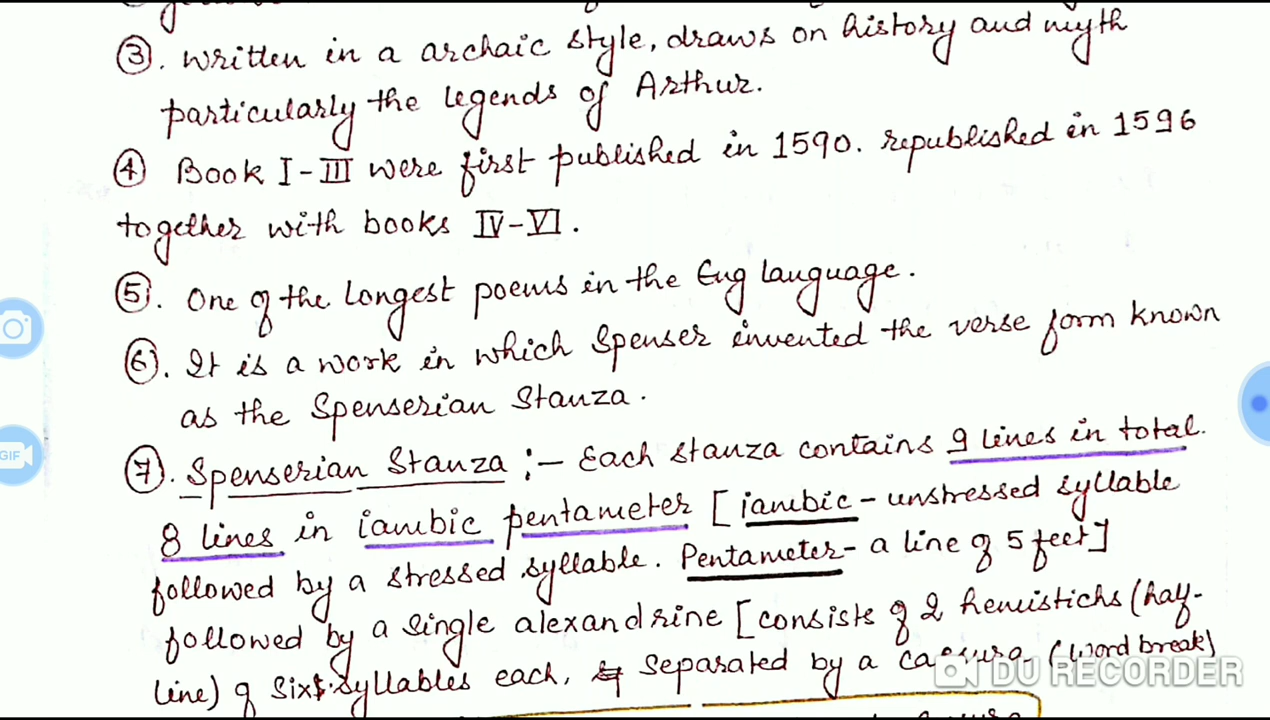 ③. written in a archaic style, draws on history and myth
particularly the legends of Arthur.
④ Book I-III were first published in 1590. republished in 1596
together with books IV-VI.
⑤. One of the longest poems in the Eng language.
⑥. It is a work in which Spenser invented the verse form known
as the Spenserian Stanza.
⑦. Spenserian Stanza :- Each stanza contains 9 lines in total.
8 lines in iambic pentameter [iambic - unstressed syllable
followed by a stressed syllable. Pentameter - a line of 5 feet]
followed by a single alexandrine [consists of 2 hemistichs (half-
line) of six syllables each, separated by a caesura (word break)
GIF
DU RECORDER